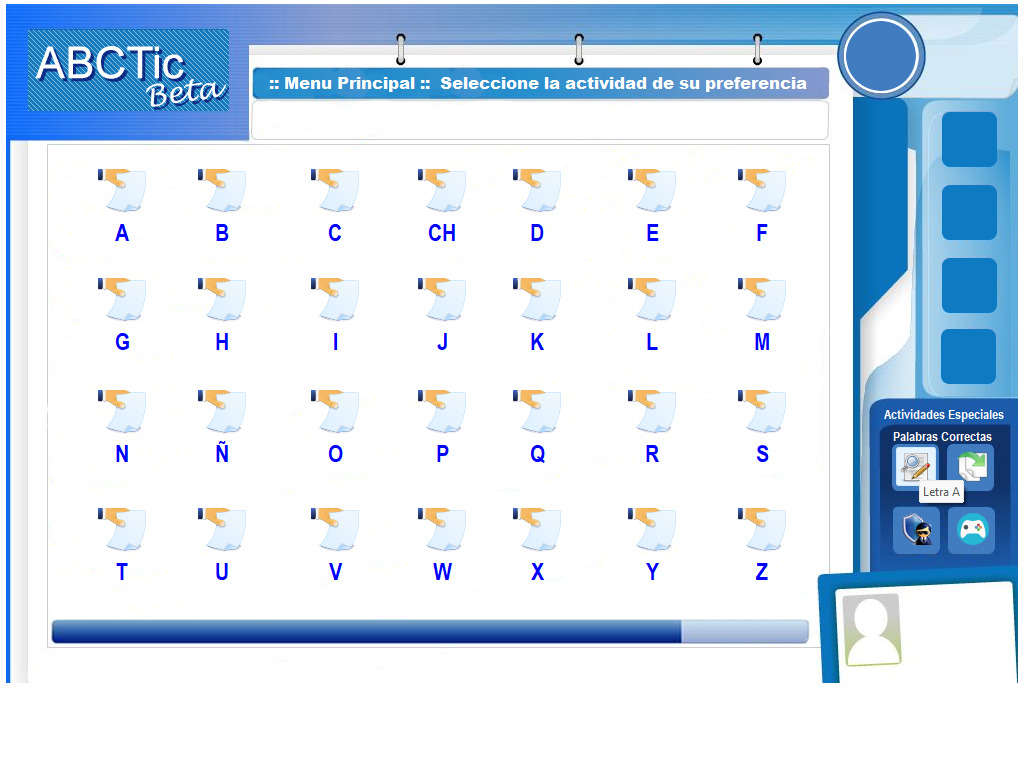 ABCTic
Beta
:: Menu Principal :: Seleccione la actividad de su preferencia
A B C CH D E F
G H I J K L M
N Ñ O P Q R S
T U V W X Y Z
Actividades Especiales
Palabras Correctas
Letra A